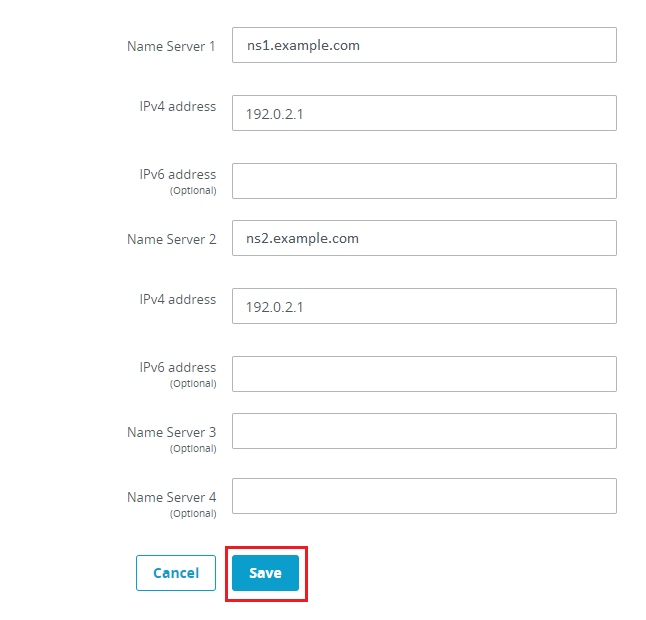 Name Server 1 ns1.example.com
IPv4 address 192.0.2.1
IPv6 address
(Optional)
Name Server 2 ns2.example.com
IPv4 address 192.0.2.1
IPv6 address
(Optional)
Name Server 3
(Optional)
Name Server 4
(Optional)
Cancel Save